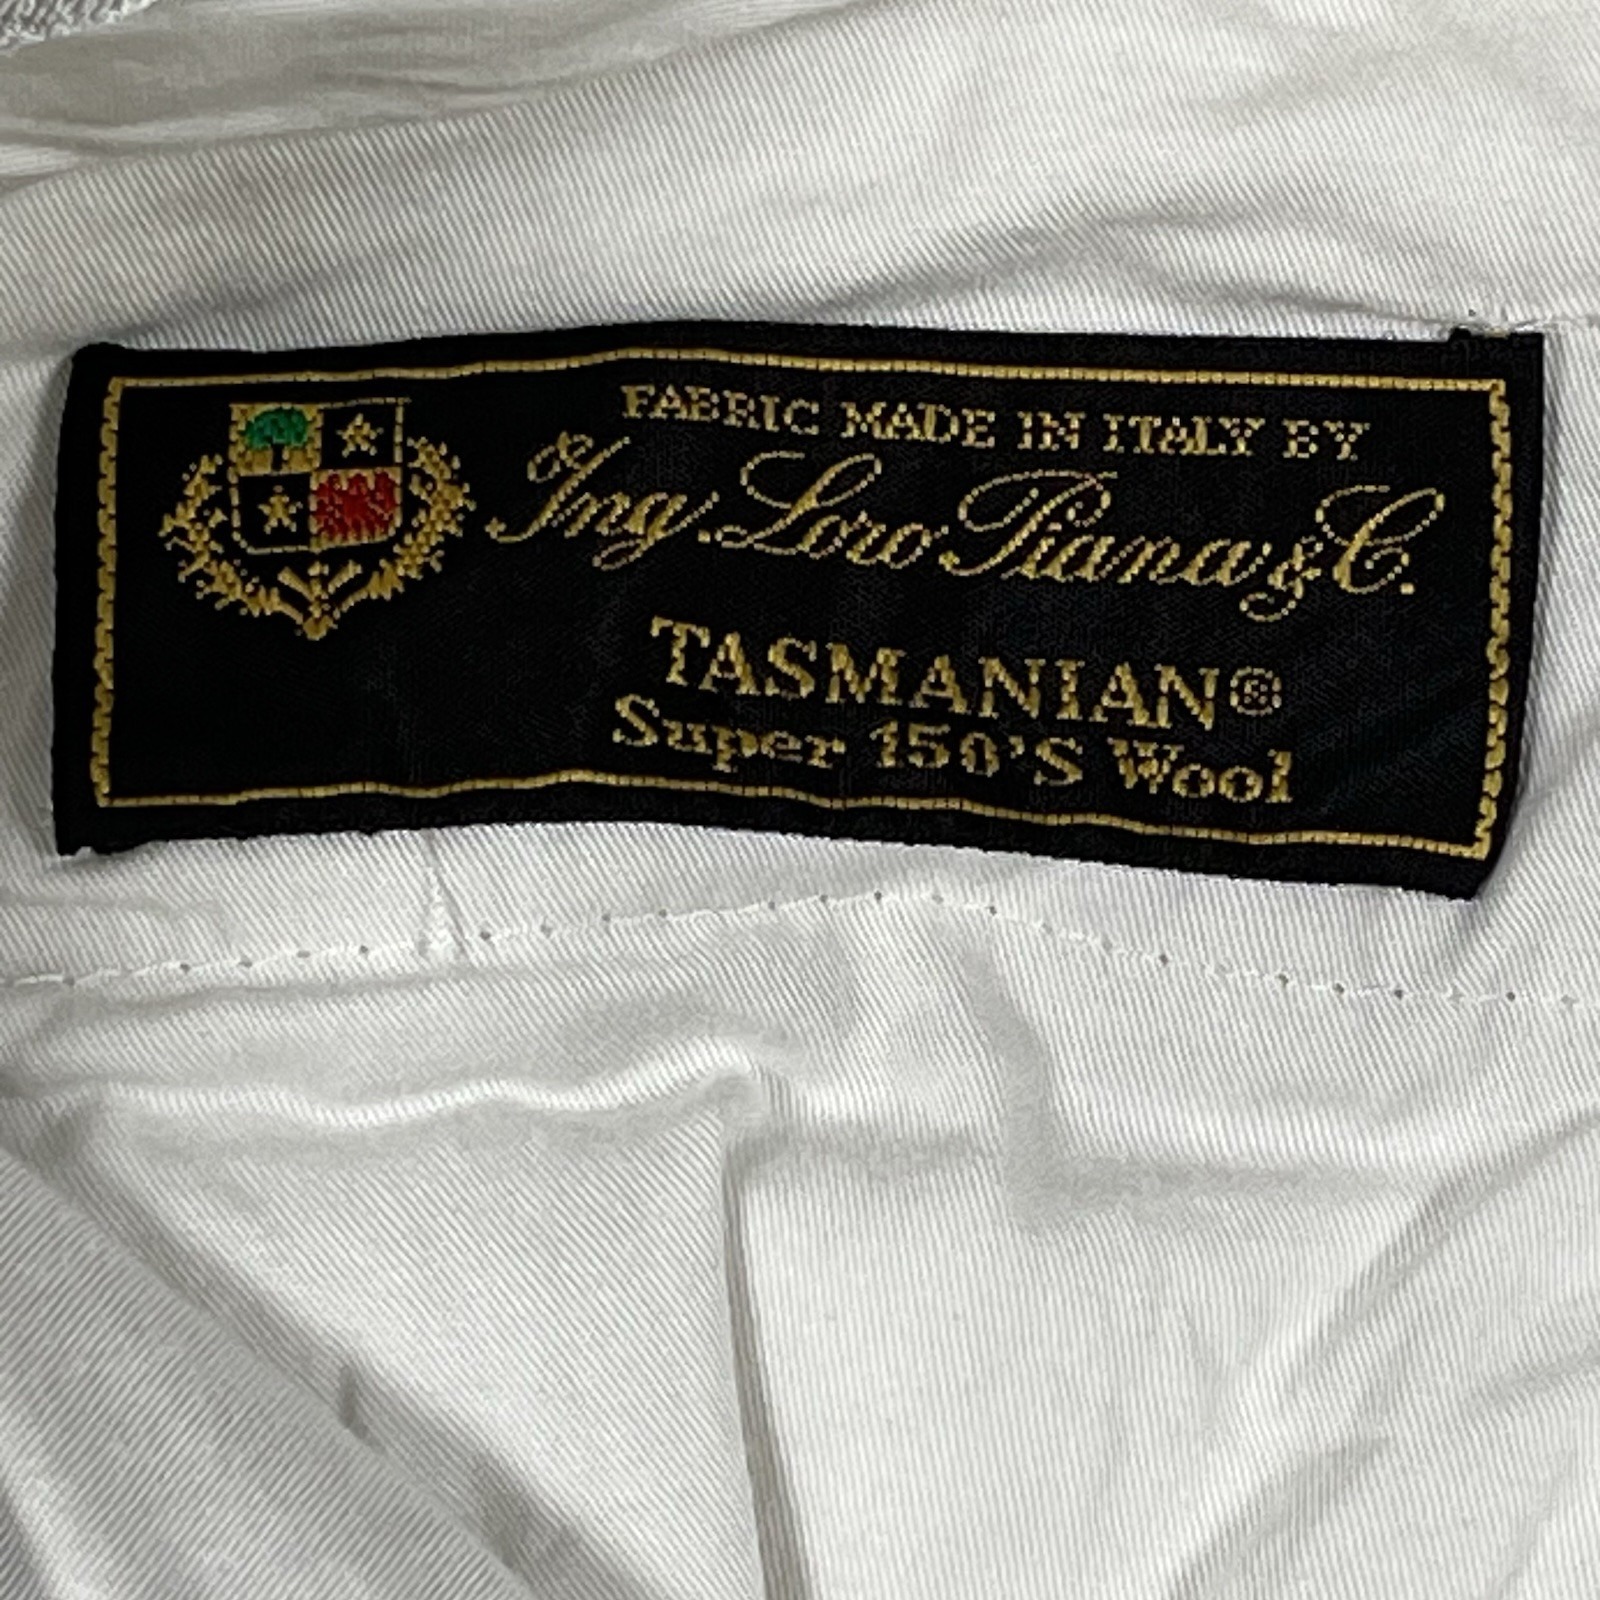 FABRIC MADE IN ITALY BY
Ing. Loro Piana & C.
TASMANIAN®
Super 150'S Wool